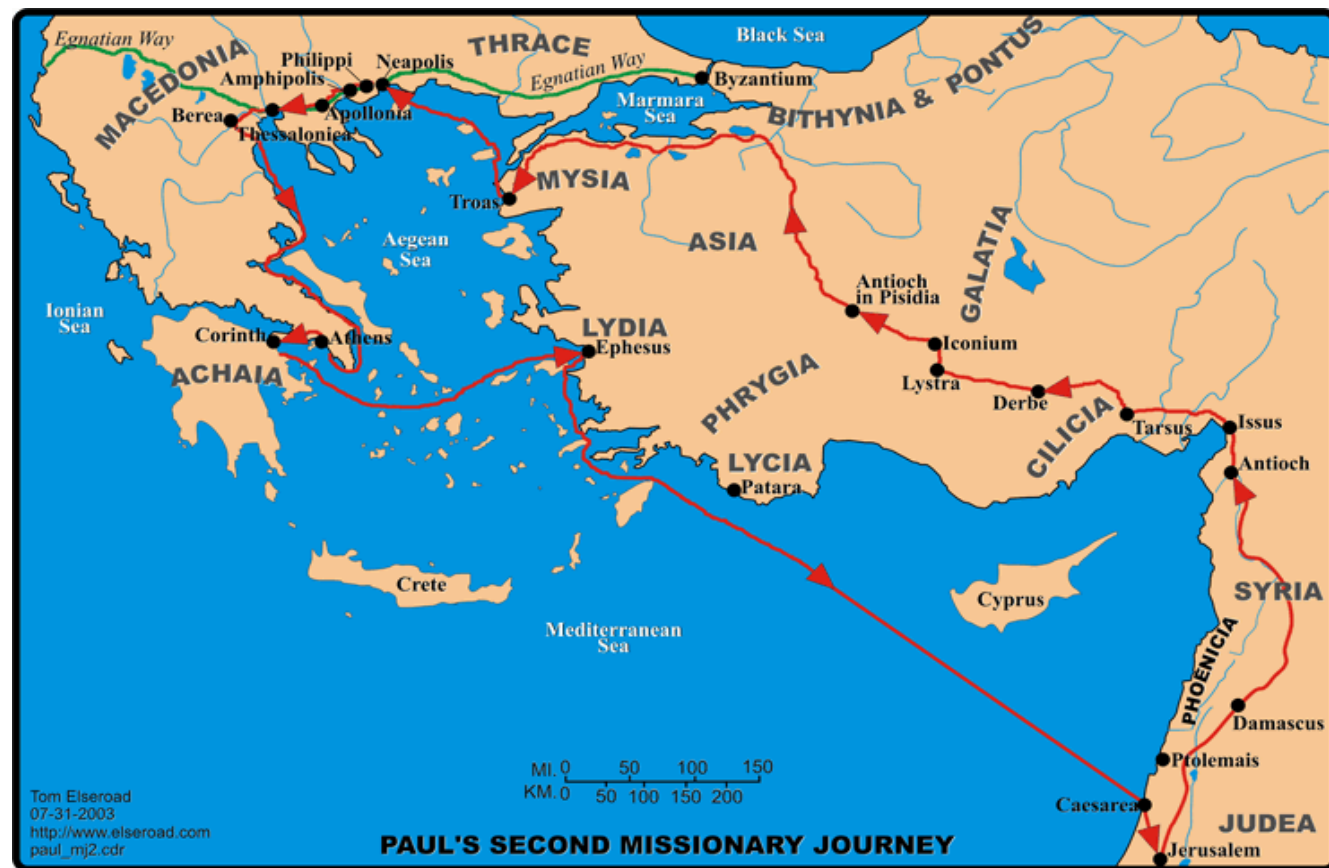 Egnatian Way
MACEDONIA
Philippi
Amphipolis
Neapolis
THRACE
Egnatian Way
Black Sea
Byzantium
Marmara
Sea
BITHYNIA & PONTUS
Berea
Thessalonica
Apollonia
Troas
MYSIA
Aegean
Sea
ASIA
GALATIA
Antioch
in Pisidia
Ionian
Sea
Corinth
Athens
ACHAIA
LYDIA
Ephesus
PHRYGIA
Iconium
Lystra
Derbe
CILICIA
Tarsus
Issus
Antioch
LYCIA
Patara
Crete
Cyprus
SYRIA
Mediterranean
Sea
PHOENICIA
Damascus
Ptolemais
Caesarea
JUDEA
Jerusalem
MI. 0 50 100 150
KM. 0 50 100 150 200
Tom Elseroad
07-31-2003
http://www.elseroad.com
paul_mj2.cdr
PAUL'S SECOND MISSIONARY JOURNEY